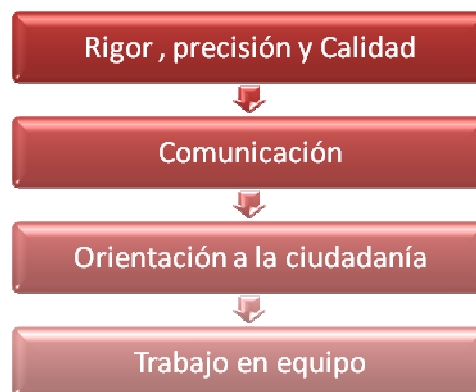 Rigor , precisión y Calidad
Comunicación
Orientación a la ciudadanía
Trabajo en equipo